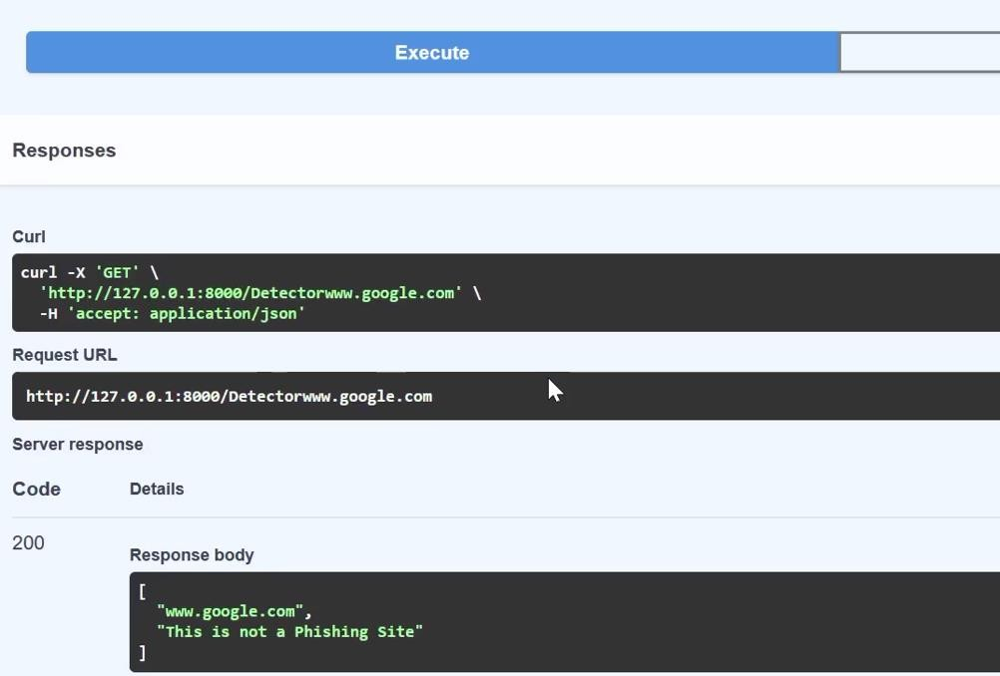 Execute
Responses
Curl
curl -X 'GET' \
'http://127.0.0.1:8000/Detectorwww.google.com' \
-H 'accept: application/json'
Request URL
http://127.0.0.1:8000/Detectorwww.google.com
Server response
Code Details
200
Response body
[
"www.google.com",
"This is not a Phishing Site"
]